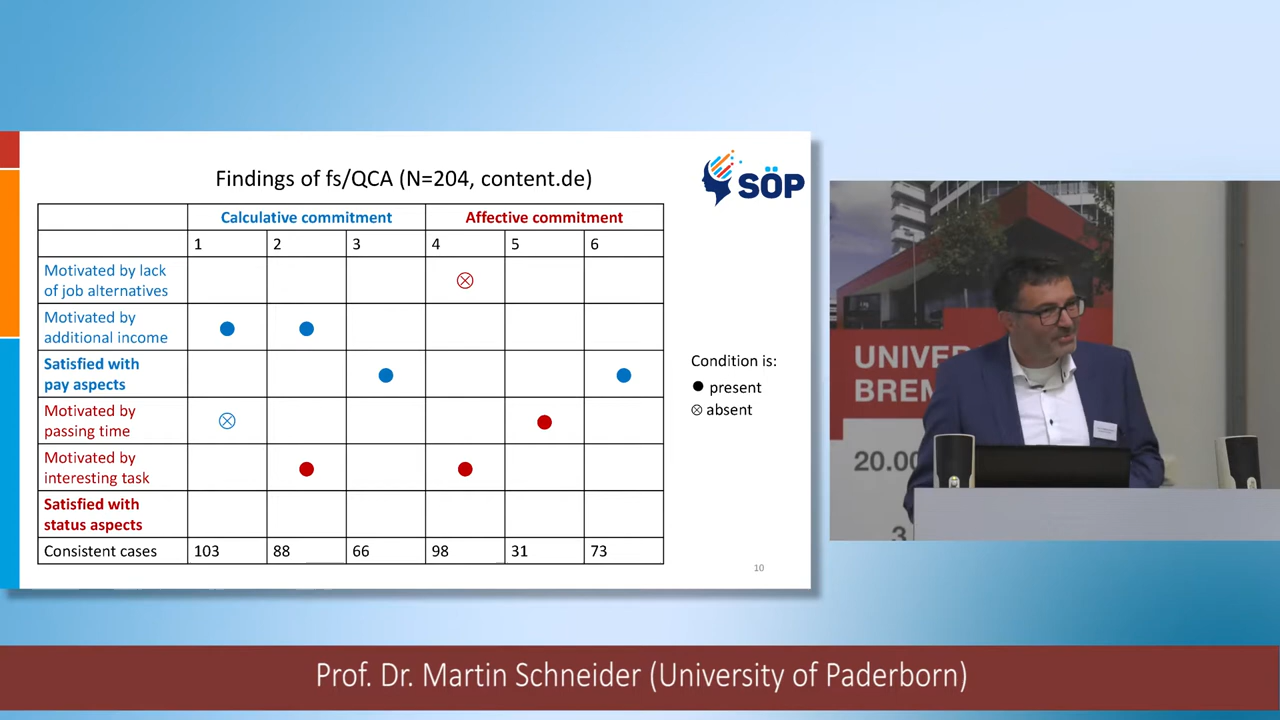 Findings of fs/QCA (N=204, content.de)
SÖP
Calculative commitment Affective commitment
1 2 3 4 5 6
Motivated by lack
of job alternatives
Motivated by
additional income
Satisfied with
pay aspects
Motivated by
passing time
Motivated by
interesting task
Satisfied with
status aspects
Consistent cases 103 88 66 98 31 73
Condition is:
present
absent
10
UNIVER
BREM
20.00
3
Prof. Dr. Martin Schneider (University of Paderborn)